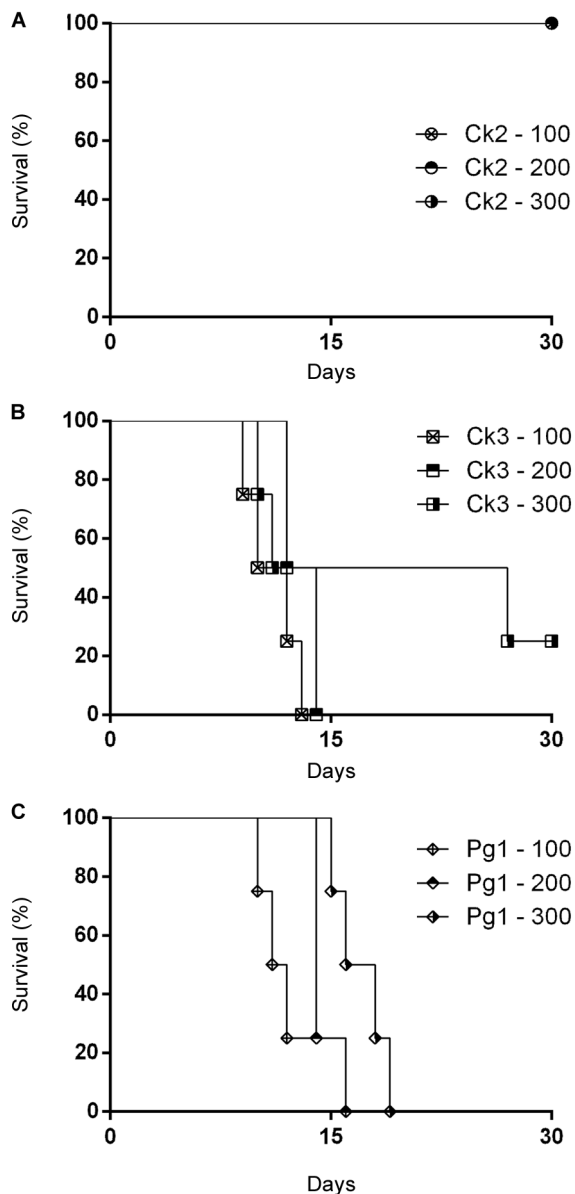 A
100
80
60
40
20
0
Survival (%)
Ck2 - 100
Ck2 - 200
Ck2 - 300
0 15 30
Days
B
100
80
60
40
20
0
Survival (%)
Ck3 - 100
Ck3 - 200
Ck3 - 300
0 15 30
Days
C
100
80
60
40
20
0
Survival (%)
Pg1 - 100
Pg1 - 200
Pg1 - 300
0 15 30
Days